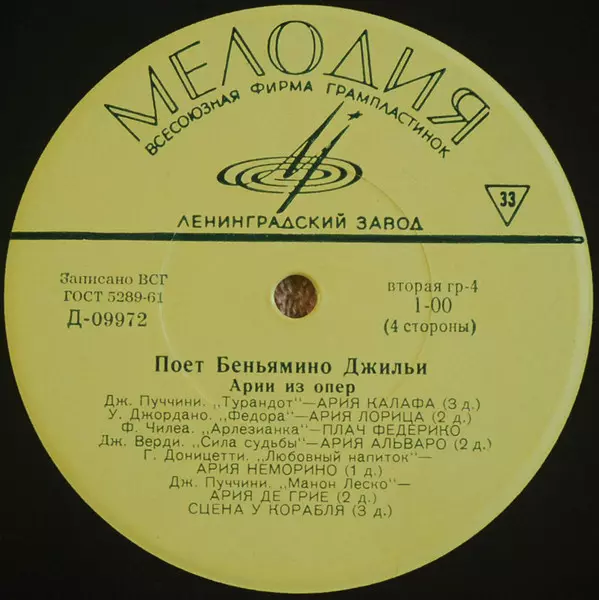 МЕЛОДИЯ
ВСЕСОЮЗНАЯ ФИРМА ГРАМПЛАСТИНОК
33
ЛЕНИНГРАДСКИЙ ЗАВОД
Записано ВСГ
ГОСТ 5289-61
Д-09972
вторая гр-4
1-00
(4 стороны)
Поет Беньямино Джильи
Арии из опер
Дж. Пуччини. „Турандот"—АРИЯ КАЛАФА (3 д.)
У. Джордано. „Федора"—АРИЯ ЛОРИЦА (2 д.)
Ф. Чилеа. „Арлезианка"—ПЛАЧ ФЕДЕРИКО
Дж. Верди. „Сила судьбы"—АРИЯ АЛЬВАРО (2 д.)
Г. Доницетти. „Любовный напиток"—
АРИЯ НЕМОРИНО (1 д.)
Дж. Пуччини. „Манон Леско"—
АРИЯ ДЕ ГРИЕ (2 д.)
СЦЕНА У КОРАБЛЯ (3 д.)